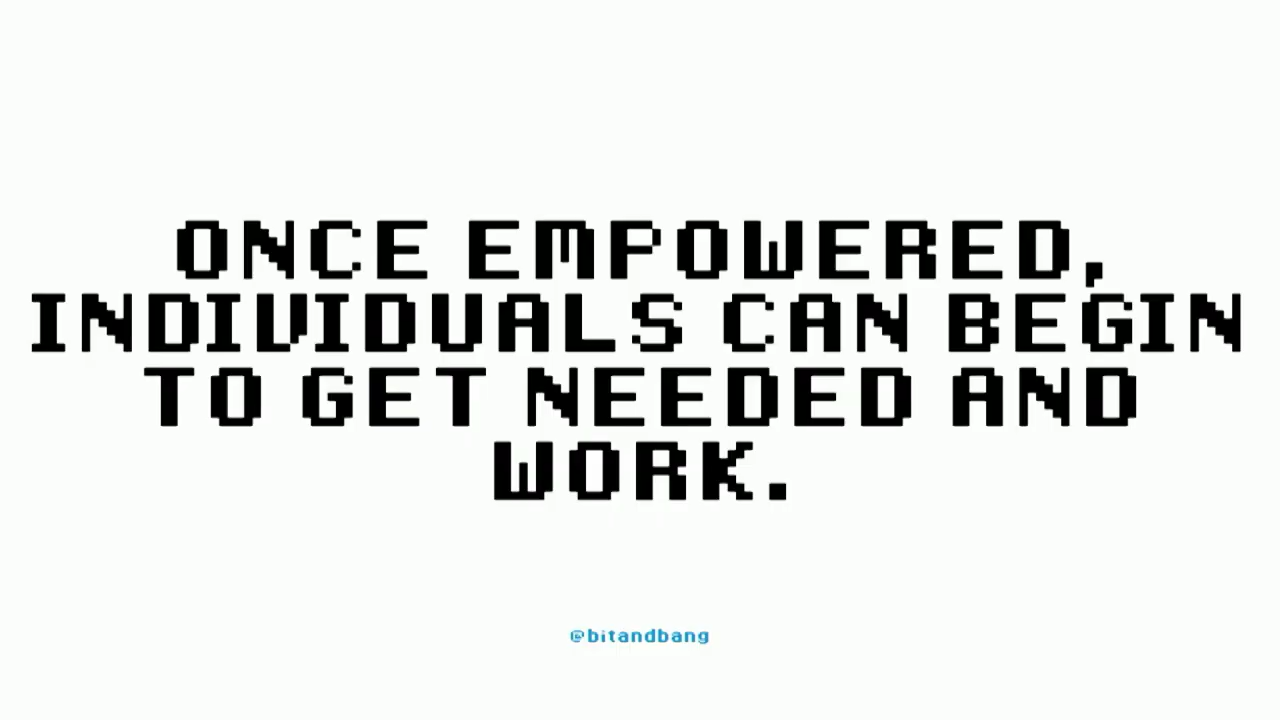 ONCE EMPOWERED,
INDIVIDUALS CAN BEGIN
TO GET NEEDED AND
WORK.
@bitandbang